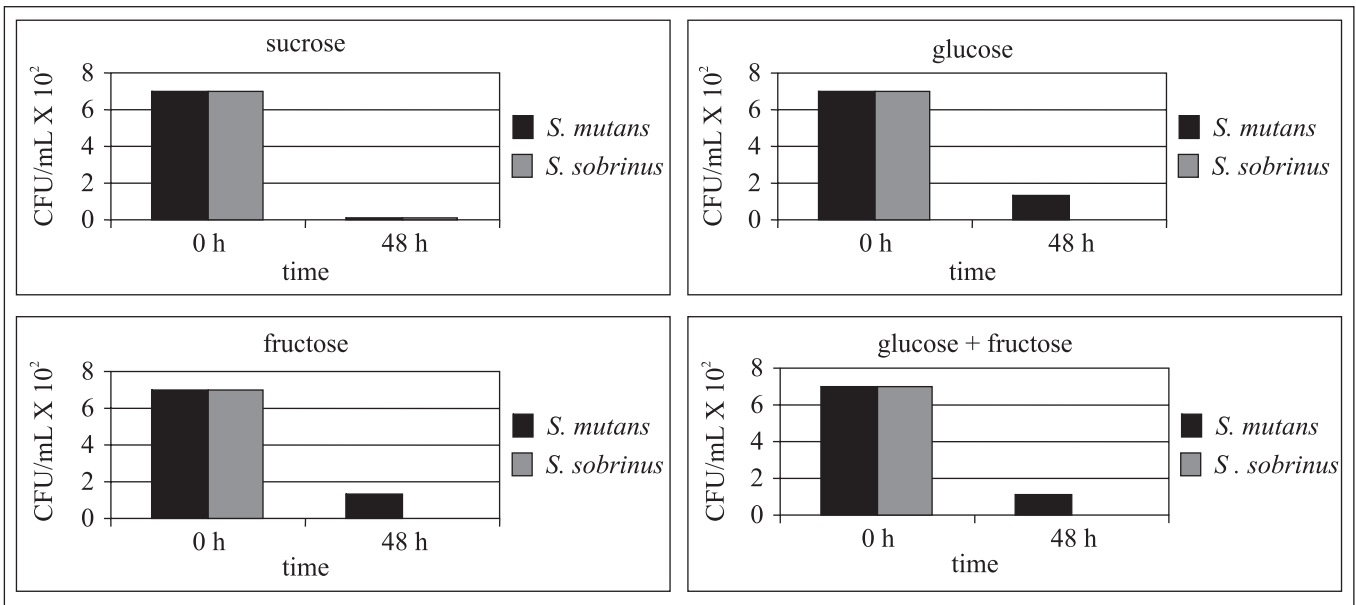 sucrose
CFU/mL X 10²
8
6
4
2
0
0 h
48 h
time
S. mutans
S. sobrinus
glucose
CFU/mL X 10²
8
6
4
2
0
0 h
48 h
time
S. mutans
S. sobrinus
fructose
CFU/mL X 10²
8
6
4
2
0
0 h
48 h
time
S. mutans
S. sobrinus
glucose + fructose
CFU/mL X 10²
8
6
4
2
0
0 h
48 h
time
S. mutans
S . sobrinus